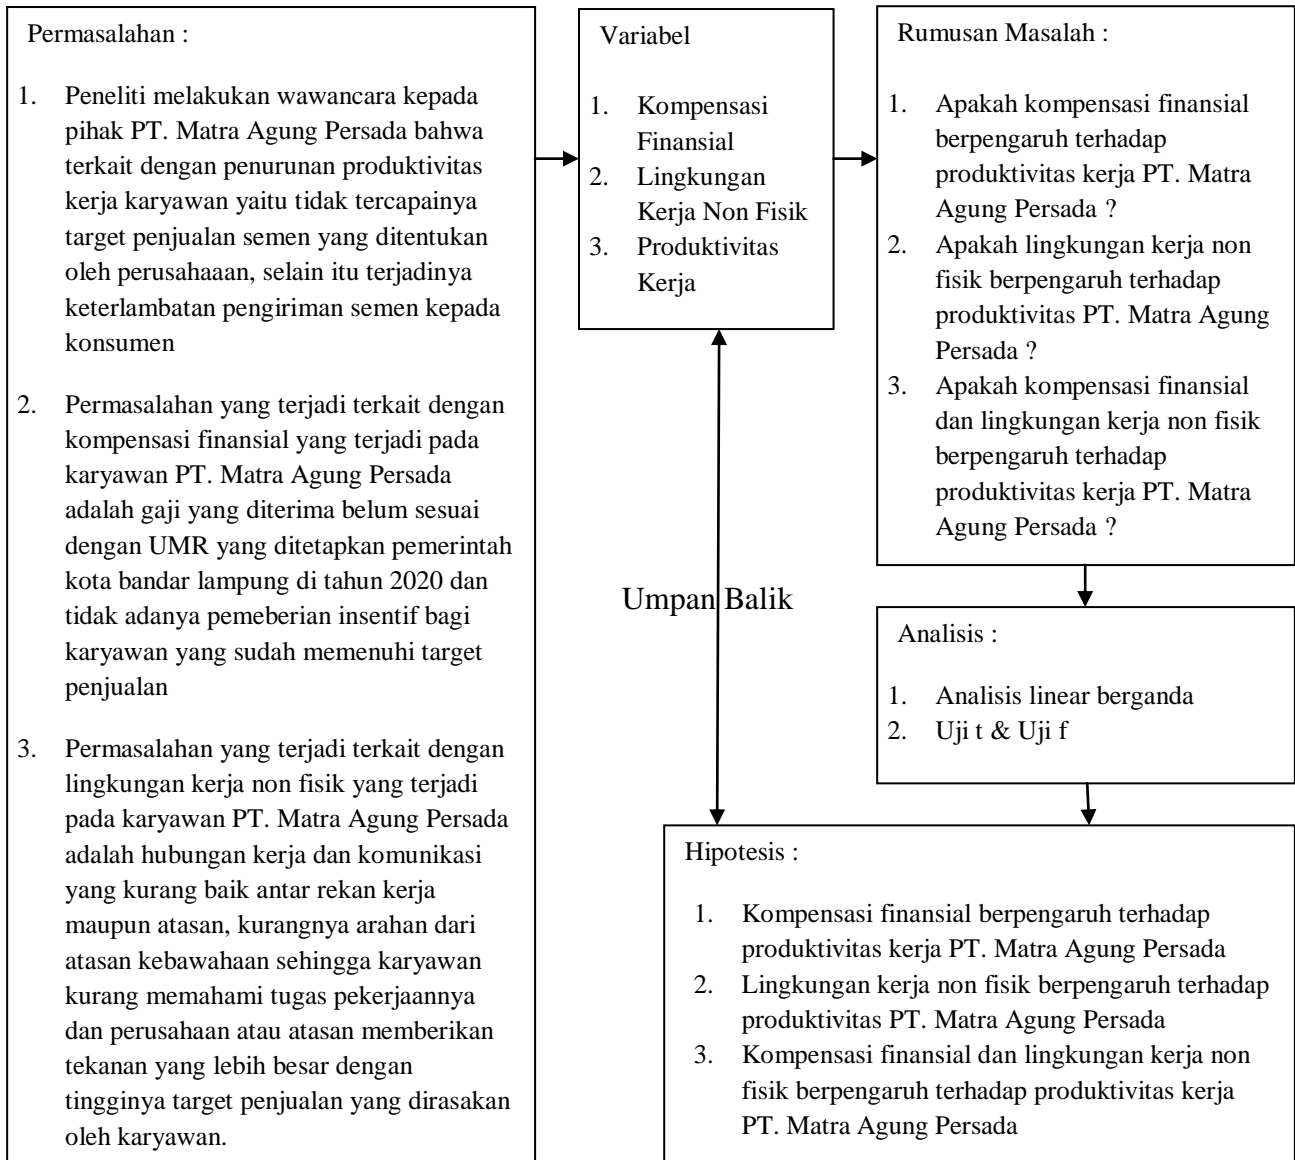 Permasalahan :
1. Peneliti melakukan wawancara kepada
pihak PT. Matra Agung Persada bahwa
terkait dengan penurunan produktivitas
kerja karyawan yaitu tidak tercapainya
target penjualan semen yang ditentukan
oleh perusahaaan, selain itu terjadinya
keterlambatan pengiriman semen kepada
konsumen
2. Permasalahan yang terjadi terkait dengan
kompensasi finansial yang terjadi pada
karyawan PT. Matra Agung Persada
adalah gaji yang diterima belum sesuai
dengan UMR yang ditetapkan pemerintah
kota bandar lampung di tahun 2020 dan
tidak adanya pemeberian insentif bagi
karyawan yang sudah memenuhi target
penjualan
3. Permasalahan yang terjadi terkait dengan
lingkungan kerja non fisik yang terjadi
pada karyawan PT. Matra Agung Persada
adalah hubungan kerja dan komunikasi
yang kurang baik antar rekan kerja
maupun atasan, kurangnya arahan dari
atasan kebawahaan sehingga karyawan
kurang memahami tugas pekerjaannya
dan perusahaan atau atasan memberikan
tekanan yang lebih besar dengan
tingginya target penjualan yang dirasakan
oleh karyawan.
Variabel
1. Kompensasi
Finansial
2. Lingkungan
Kerja Non Fisik
3. Produktivitas
Kerja
Rumusan Masalah :
1. Apakah kompensasi finansial
berpengaruh terhadap
produktivitas kerja PT. Matra
Agung Persada ?
2. Apakah lingkungan kerja non
fisik berpengaruh terhadap
produktivitas PT. Matra Agung
Persada ?
3. Apakah kompensasi finansial
dan lingkungan kerja non fisik
berpengaruh terhadap
produktivitas kerja PT. Matra
Agung Persada ?
Umpan Balik
Analisis :
1. Analisis linear berganda
2. Uji t & Uji f
Hipotesis :
1. Kompensasi finansial berpengaruh terhadap
produktivitas kerja PT. Matra Agung Persada
2. Lingkungan kerja non fisik berpengaruh terhadap
produktivitas PT. Matra Agung Persada
3. Kompensasi finansial dan lingkungan kerja non
fisik berpengaruh terhadap produktivitas kerja
PT. Matra Agung Persada